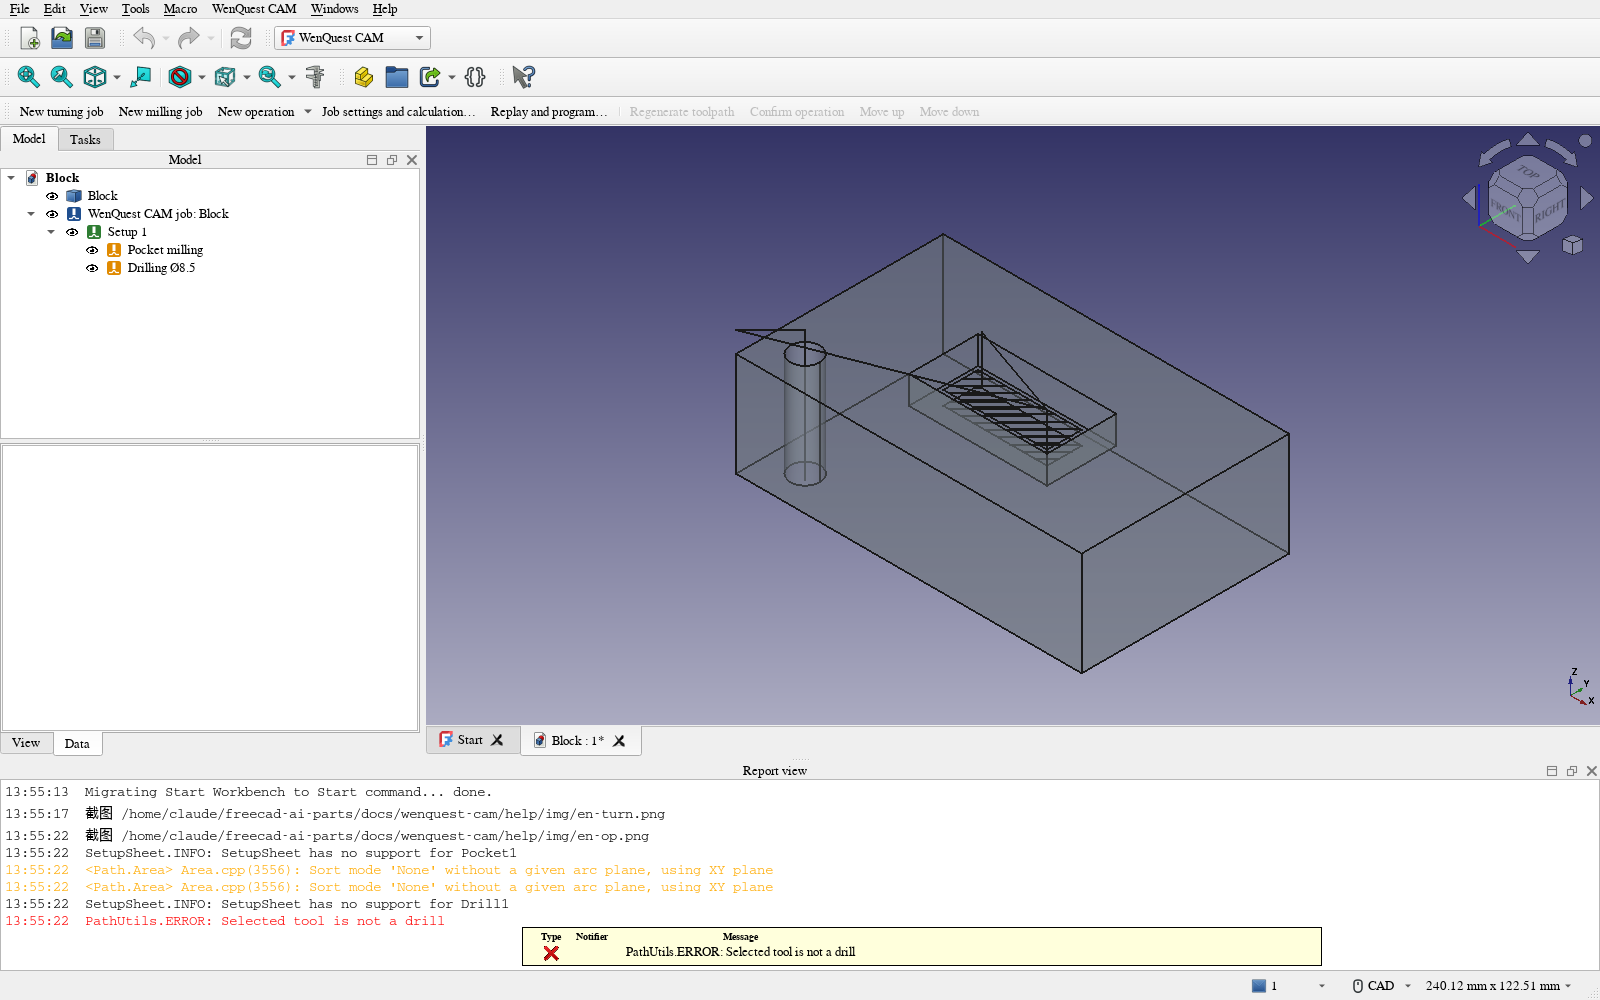 File Edit View Tools Macro WenQuest CAM Windows Help
WenQuest CAM
New turning job New milling job New operation Job settings and calculation... Replay and program... Regenerate toolpath Confirm operation Move up Move down
Model Tasks
Model
Block
Block
WenQuest CAM job: Block
Setup 1
Pocket milling
Drilling Ø8.5
TOP
FRONT
RIGHT
Z
Y
X
View Data
Start
Block : 1*
Report view
13:55:13 Migrating Start Workbench to Start command... done.
13:55:17 截图 /home/claude/freecad-ai-parts/docs/wenquest-cam/help/img/en-turn.png
13:55:22 截图 /home/claude/freecad-ai-parts/docs/wenquest-cam/help/img/en-op.png
13:55:22 SetupSheet.INFO: SetupSheet has no support for Pocket1
13:55:22 <Path.Area> Area.cpp(3556): Sort mode 'None' without a given arc plane, using XY plane
13:55:22 <Path.Area> Area.cpp(3556): Sort mode 'None' without a given arc plane, using XY plane
13:55:22 SetupSheet.INFO: SetupSheet has no support for Drill1
13:55:22 PathUtils.ERROR: Selected tool is not a drill
Type Notifier Message
PathUtils.ERROR: Selected tool is not a drill
1 CAD 240.12 mm x 122.51 mm